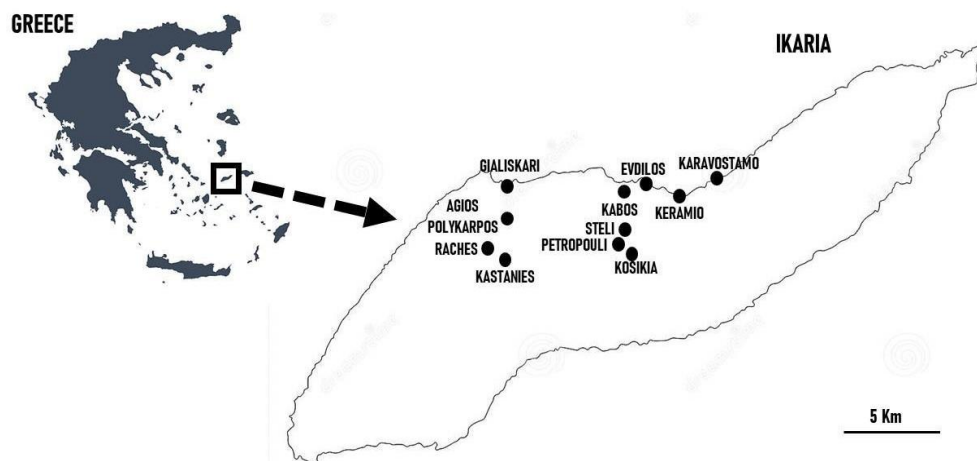 GREECE
IKARIA
GIALISKARI
EVDILOS
KARAVOSTAMO
AGIOS
POLYKARPOS
KABOS
KERAMIO
STELI
RACHES
PETROPOULI
KOSIKIA
KASTANIES
5 Km